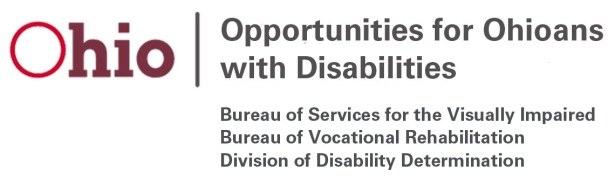 Ohio
Opportunities for Ohioans
with Disabilities
Bureau of Services for the Visually Impaired
Bureau of Vocational Rehabilitation
Division of Disability Determination